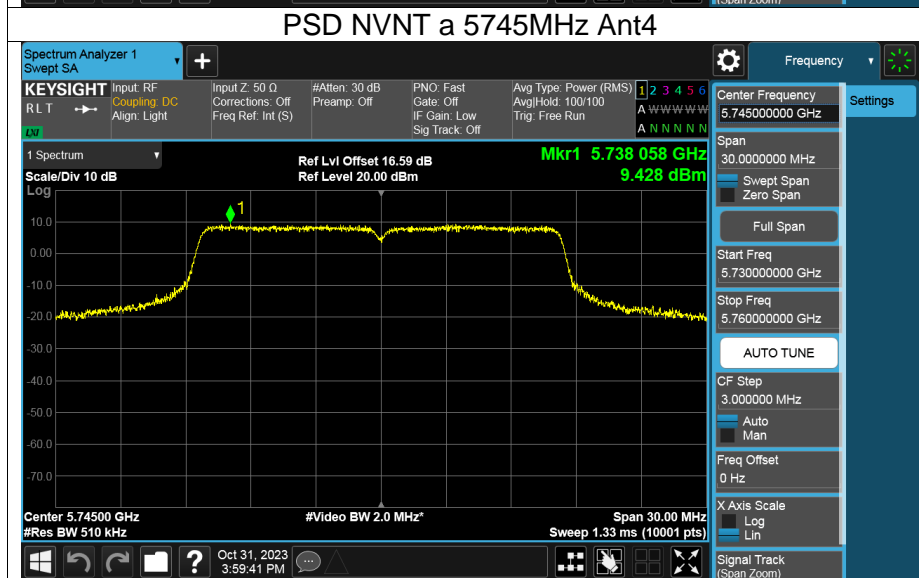 (Span Zoom)
PSD NVNT a 5745MHz Ant4
Spectrum Analyzer 1
Swept SA
+
Frequency
KEYSIGHT
R L T
LXI
Input: RF
Coupling: DC
Align: Light
Input Z: 50 Ω
Corrections: Off
Freq Ref: Int (S)
#Atten: 30 dB
Preamp: Off
PNO: Fast
Gate: Off
IF Gain: Low
Sig Track: Off
Avg Type: Power (RMS)
Avg|Hold: 100/100
Trig: Free Run
1 2 3 4 5 6
A W W W W W
A N N N N N
1 Spectrum
Scale/Div 10 dB
Log
Ref Lvl Offset 16.59 dB
Ref Level 20.00 dBm
Mkr1 5.738 058 GHz
9.428 dBm
1
10.0
0.00
-10.0
-20.0
-30.0
-40.0
-50.0
-60.0
-70.0
Center 5.74500 GHz
#Res BW 510 kHz
#Video BW 2.0 MHz*
Span 30.00 MHz
Sweep 1.33 ms (10001 pts)
Center Frequency
5.745000000 GHz
Settings
Span
30.0000000 MHz
Swept Span
Zero Span
Full Span
Start Freq
5.730000000 GHz
Stop Freq
5.760000000 GHz
AUTO TUNE
CF Step
3.000000 MHz
Auto
Man
Freq Offset
0 Hz
X Axis Scale
Log
Lin
Signal Track
(Span Zoom)
?
Oct 31, 2023
3:59:41 PM